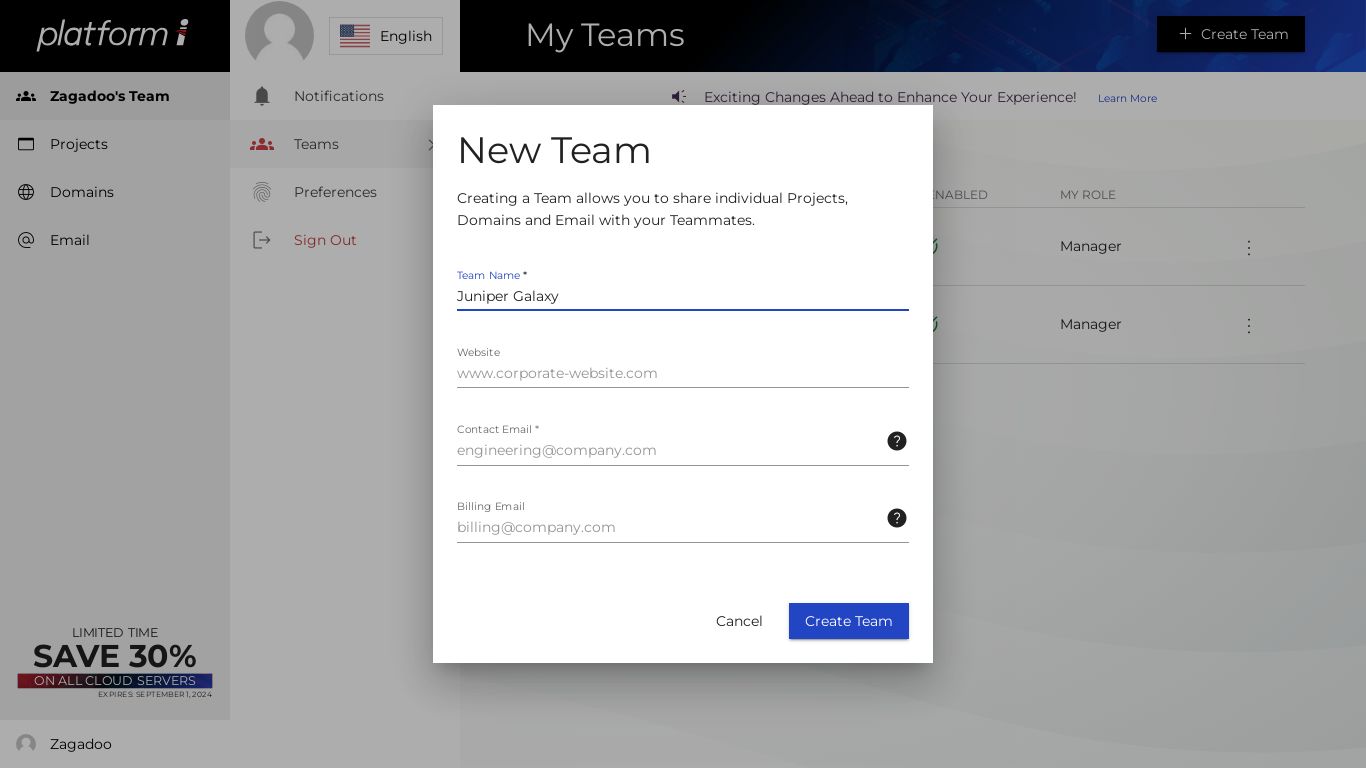 platform i
English
My Teams
Create Team
Zagadoo's Team
Projects
Domains
Email
Notifications
Teams
Preferences
Sign Out
Exciting Changes Ahead to Enhance Your Experience!
Learn More
ENABLED
MY ROLE
Manager
Manager
New Team
Creating a Team allows you to share individual Projects,
Domains and Email with your Teammates.
Team Name *
Juniper Galaxy
Website
www.corporate-website.com
Contact Email *
engineering@company.com
Billing Email
billing@company.com
Cancel
Create Team
LIMITED TIME
SAVE 30%
ON ALL CLOUD SERVERS
EXPIRES: SEPTEMBER 1, 2024
Zagadoo